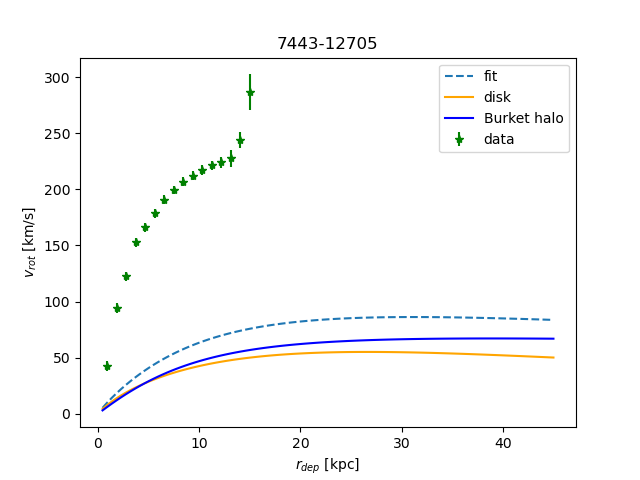 7443-12705
300
250
200
150
100
50
0
v_rot [km/s]
fit
disk
Burket halo
data
0 10 20 30 40
r_dep [kpc]